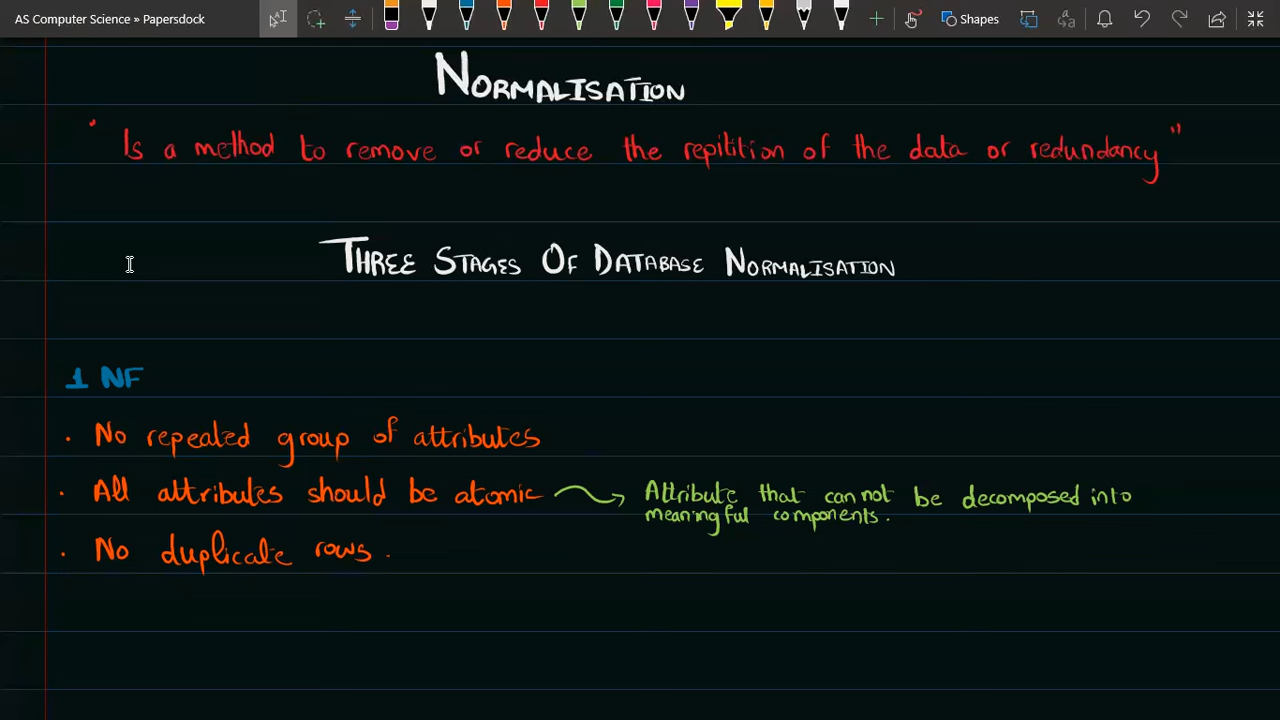 AS Computer Science » Papersdock
Shapes
NORMALISATION
" Is a method to remove or reduce the repitition of the data or redundancy"
THREE STAGES OF DATABASE NORMALISATION
1 NF
· No repeated group of attributes
· All attributes should be atomic → Attribute that can not be decomposed into
meaningful components.
· No duplicate rows.